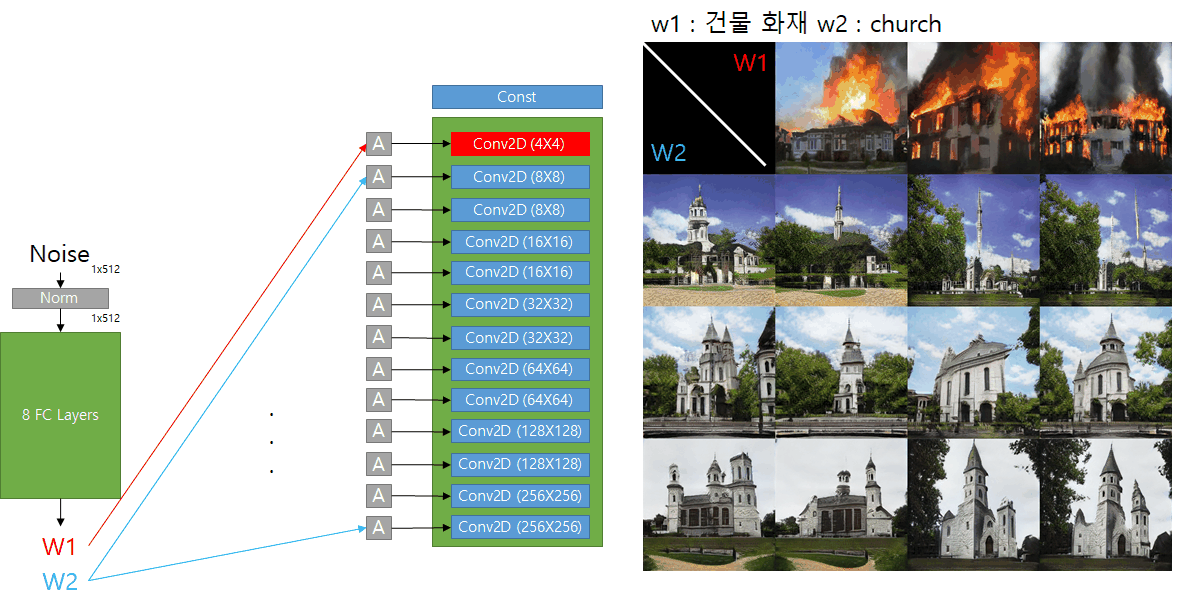 w1 : 건물 화재 w2 : church
W1
W2
Const
A
Conv2D (4X4)
A
Conv2D (8X8)
A
Conv2D (8X8)
A
Conv2D (16X16)
A
Conv2D (16X16)
A
Conv2D (32X32)
A
Conv2D (32X32)
A
Conv2D (64X64)
A
Conv2D (64X64)
A
Conv2D (128X128)
A
Conv2D (128X128)
A
Conv2D (256X256)
A
Conv2D (256X256)
Noise
1x512
Norm
1x512
8 FC Layers
W1
W2